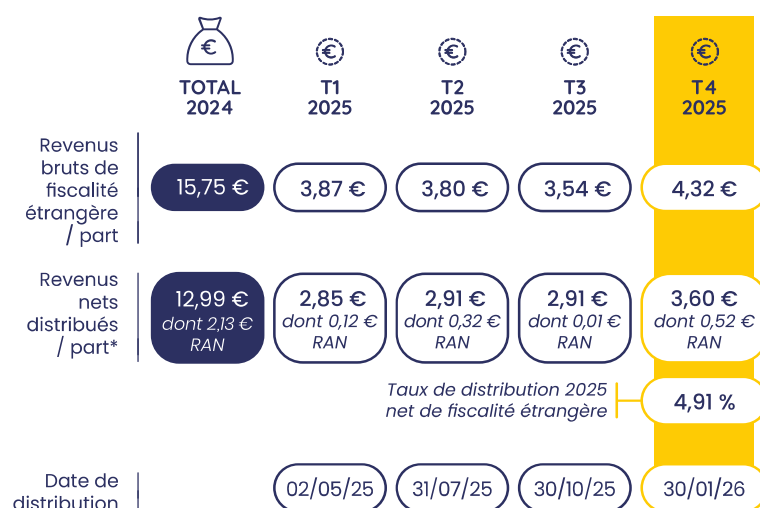 € € € € €
TOTAL T1 T2 T3 T4
2024 2025 2025 2025 2025
Revenus
bruts de
fiscalité
étrangère
/ part
15,75 € 3,87 € 3,80 € 3,54 € 4,32 €
Revenus
nets
distribués
/ part*
12,99 € 2,85 € 2,91 € 2,91 € 3,60 €
dont 2,13 € dont 0,12 € dont 0,32 € dont 0,01 € dont 0,52 €
RAN RAN RAN RAN RAN
Taux de distribution 2025
net de fiscalité étrangère
4,91 %
Date de
distribution
02/05/25 31/07/25 30/10/25 30/01/26